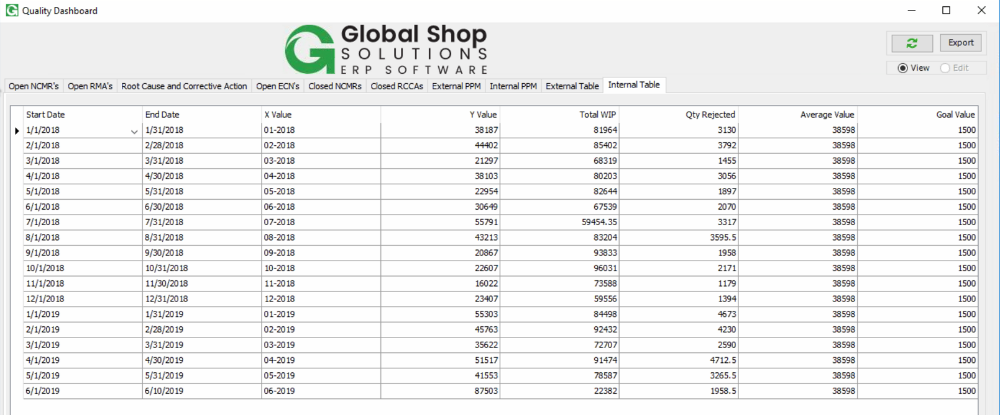 Quality Dashboard
Global Shop
SOLUTIONS
ERP SOFTWARE
Export
View Edit
Open NCMR's Open RMA's Root Cause and Corrective Action Open ECN's Closed NCMRs Closed RCCAs External PPM Internal PPM External Table Internal Table
Start Date End Date X Value Y Value Total WIP Qty Rejected Average Value Goal Value
1/1/2018 1/31/2018 01-2018 38187 81964 3130 38598 1500
2/1/2018 2/28/2018 02-2018 44402 85402 3792 38598 1500
3/1/2018 3/31/2018 03-2018 21297 68319 1455 38598 1500
4/1/2018 4/30/2018 04-2018 38103 80203 3056 38598 1500
5/1/2018 5/31/2018 05-2018 22954 82644 1897 38598 1500
6/1/2018 6/30/2018 06-2018 30649 67539 2070 38598 1500
7/1/2018 7/31/2018 07-2018 55791 59454.35 3317 38598 1500
8/1/2018 8/31/2018 08-2018 43213 83204 3595.5 38598 1500
9/1/2018 9/30/2018 09-2018 20867 93833 1958 38598 1500
10/1/2018 10/31/2018 10-2018 22607 96031 2171 38598 1500
11/1/2018 11/30/2018 11-2018 16022 73588 1179 38598 1500
12/1/2018 12/31/2018 12-2018 23407 59556 1394 38598 1500
1/1/2019 1/31/2019 01-2019 55303 84498 4673 38598 1500
2/1/2019 2/28/2019 02-2019 45763 92432 4230 38598 1500
3/1/2019 3/31/2019 03-2019 35622 72707 2590 38598 1500
4/1/2019 4/30/2019 04-2019 51517 91474 4712.5 38598 1500
5/1/2019 5/31/2019 05-2019 41553 78587 3265.5 38598 1500
6/1/2019 6/10/2019 06-2019 87503 22382 1958.5 38598 1500